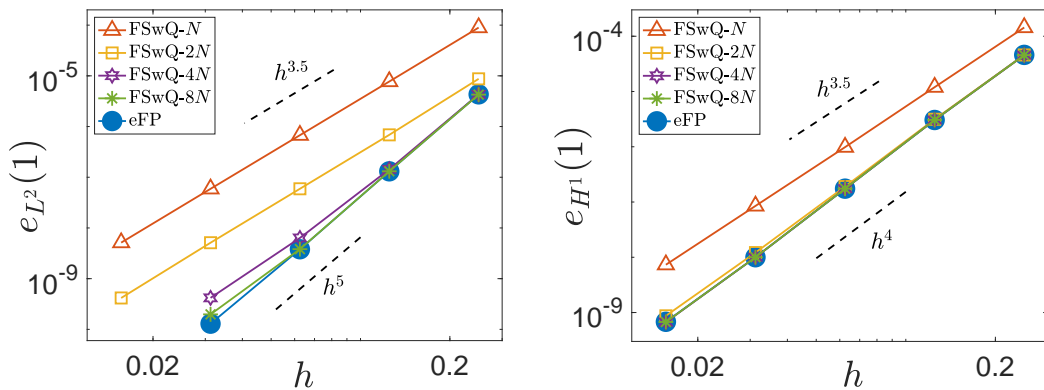 FSwQ-N
FSwQ-2N
FSwQ-4N
FSwQ-8N
eFP
h^{3.5}
h^5
10^{-5}
10^{-9}
e_{L^2}(1)
0.02
0.2
h
FSwQ-N
FSwQ-2N
FSwQ-4N
FSwQ-8N
eFP
h^{3.5}
h^4
10^{-4}
10^{-9}
e_{H^1}(1)
0.02
0.2
h